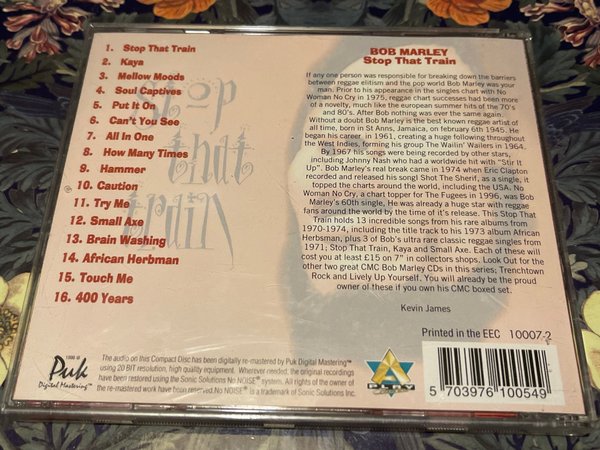 1. Stop That Train
2. Kaya
3. Mellow Moods
4. Soul Captives
5. Put It On
6. Can't You See
7. All In One
8. How Many Times
9. Hammer
10. Caution
11. Try Me
12. Small Axe
13. Brain Washing
14. African Herbman
15. Touch Me
16. 400 Years
Stop
that
train
BOB MARLEY
Stop That Train
If any one person was responsible for breaking down the barriers
between reggae elitism and the pop world Bob Marley was your
man. Prior to his appearance in the singles chart with No
Woman No Cry in 1975, reggae chart successes had been more
of a novelty, much like the european summer hits of the 70's
and 80's. After Bob nothing was ever the same again.
Without a doubt Bob Marley is the best known reggae artist of
all time, born in St Anns, Jamaica, on february 6th 1945. He
began his career in 1961, creating a huge following throughout
the West Indies, forming his group The Wailin' Wailers in 1964.
By 1967 his songs were being recorded by other stars,
including Johnny Nash who had a worldwide hit with "Stir It
Up". Bob Marley's real break came in 1974 when Eric Clapton
recorded and released his song! Shot The Sherif, as a single, it
topped the charts around the world, including the USA. No
Woman No Cry, a chart topper for The Fugees in 1996, was Bob
Marley's 60th single, He was already a huge star with reggae
fans around the world by the time of it's release. This Stop That
Train holds 13 incredible songs from his rare albums from
1970-1974, including the title track to his 1973 album African
Herbsman, plus 3 of Bob's ultra rare classic reggae singles from
1971; Stop That Train, Kaya and Small Axe. Each of these will
cost you at least £15 on 7" in collectors shops. Look Out for the
other two great CMC Bob Marley CDs in this series; Trenchtown
Rock and Lively Up Yourself. You will already be the proud
owner of these if you own his CMC boxed set.
Kevin James
Printed in the EEC 10007-2
1996 ©
Puk
Digital Mastering™
The audio on this Compact Disc has been digitally re-mastered by Puk Digital Mastering™
using 20 BIT resolution, high quality equipment. Wherever needed, the original recordings
have been restored using the Sonic Solutions No NOISE® system. All rights of the owner of
the re-mastered work have been reserved. No NOISE® is a trademark of Sonic Solutions Inc.
5 703976 100549